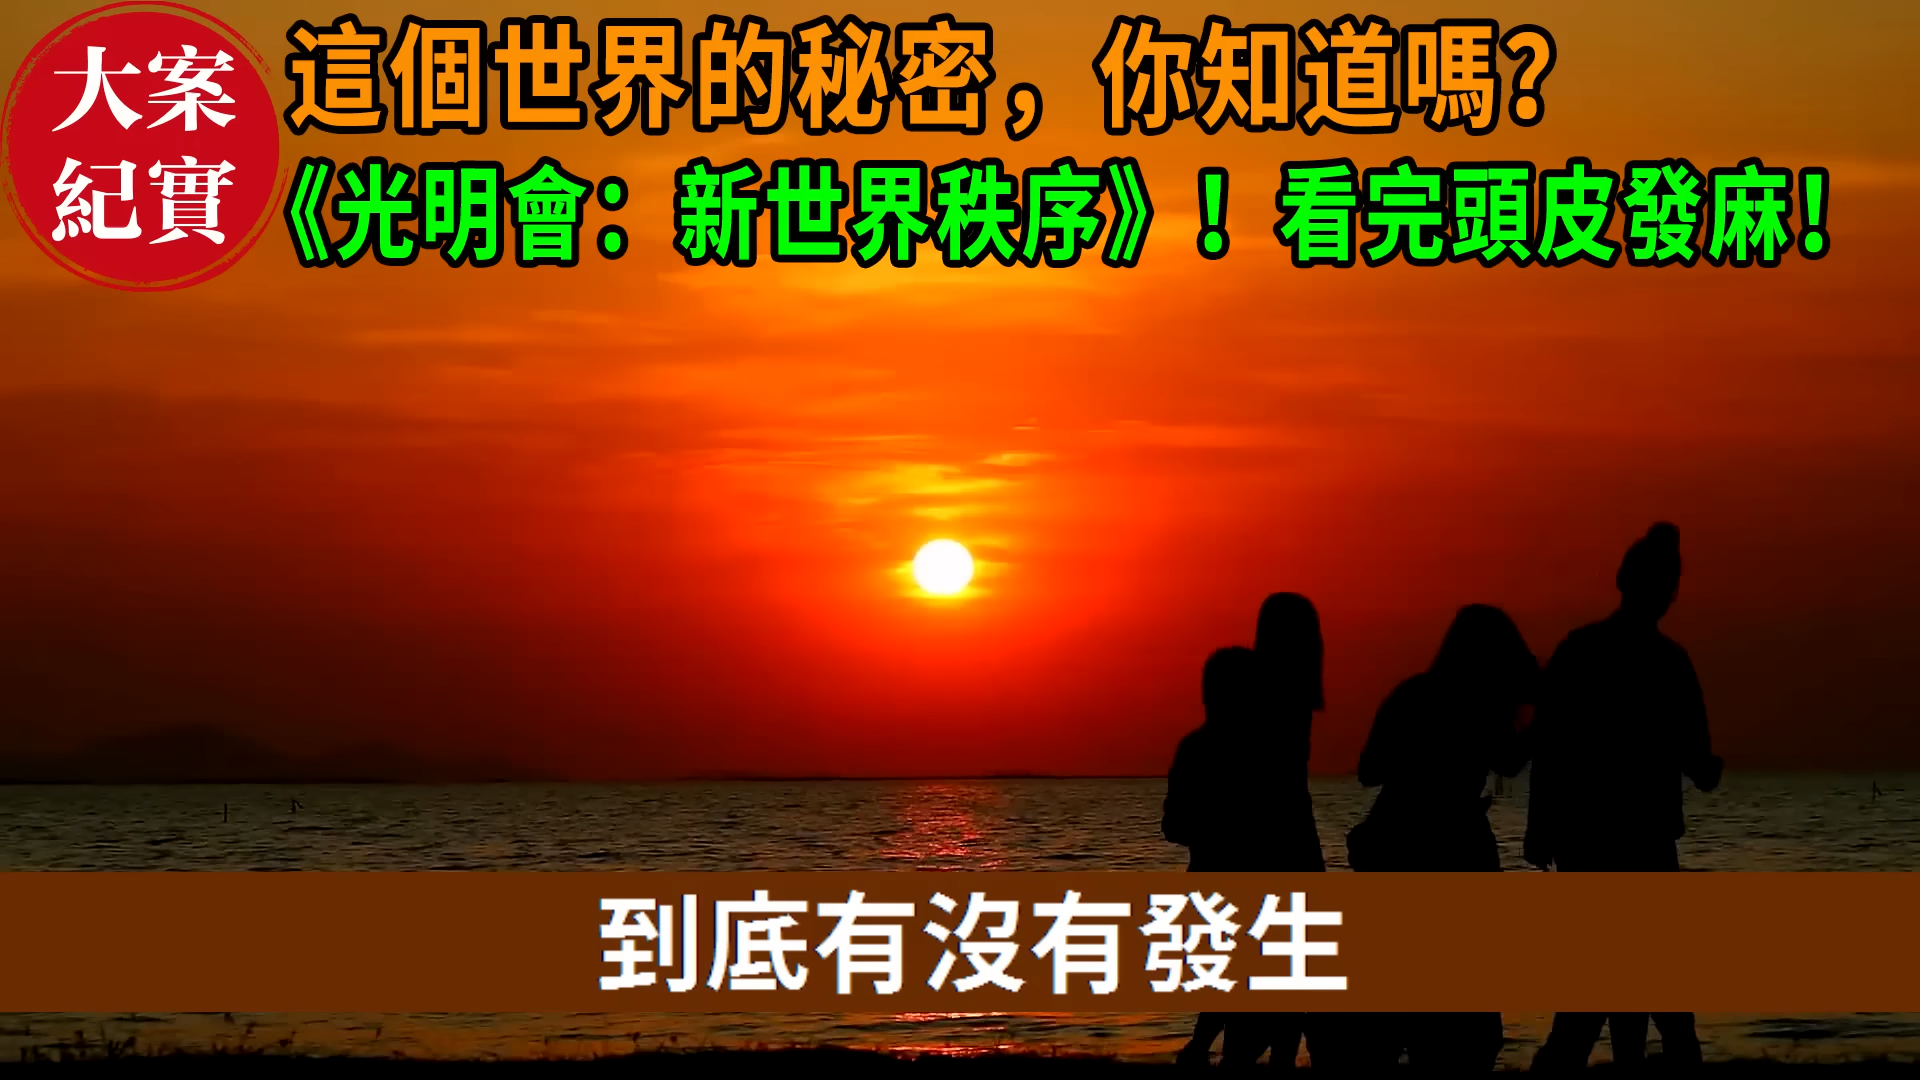 大案
紀實
這個世界的秘密，你知道嗎？
《光明會：新世界秩序》！看完頭皮發麻！
到底有沒有發生